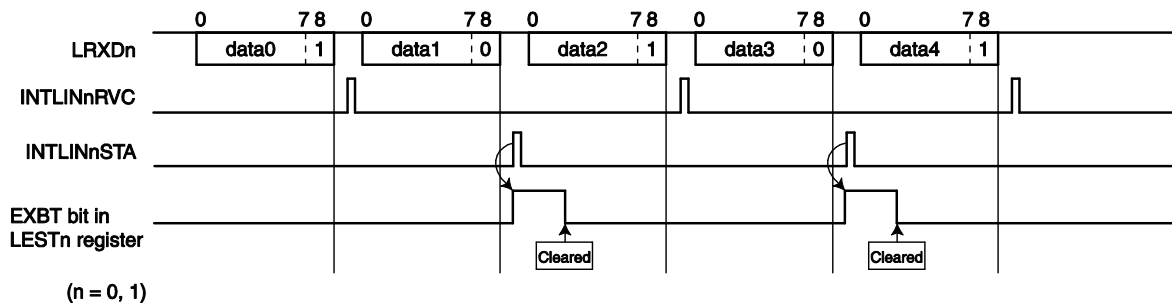 0 7 8 0 7 8 0 7 8 0 7 8 0 7 8
LRXDn data0 1 data1 0 data2 1 data3 0 data4 1
INTLINnRVC
INTLINnSTA
EXBT bit in
LESTn register
Cleared Cleared
(n = 0, 1)